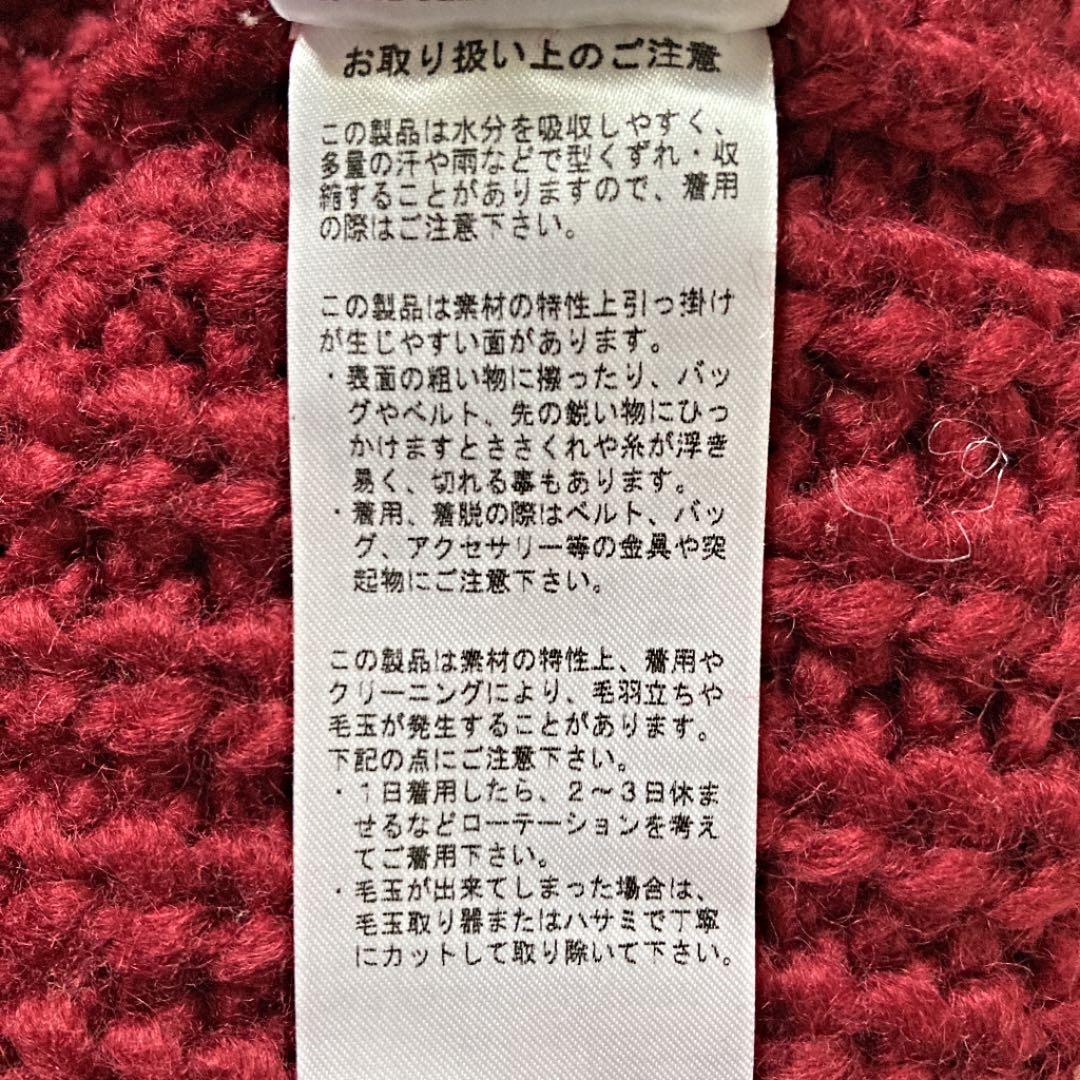 お取り扱い上のご注意
この製品は水分を吸収しやすく、
多量の汗や雨などで型くずれ・収
縮することがありますので、着用
の際はご注意下さい。
この製品は素材の特性上引っ掛け
が生じやすい面があります。
・表面の粗い物に擦ったり、バッ
グやベルト、先の鋭い物にひっ
かけますとささくれや糸が浮き
易く、切れる事もあります。
・着用、着脱の際はベルト、バッ
グ、アクセサリー等の金具や突
起物にご注意下さい。
この製品は素材の特性上、着用や
クリーニングにより、毛羽立ちや
毛玉が発生することがあります。
下記の点にご注意下さい。
・1日着用したら、2〜3日休ま
せるなどローテーションを考え
てご着用下さい。
・毛玉が出来てしまった場合は、
毛玉取り器またはハサミで丁寧
にカットして取り除いて下さい。